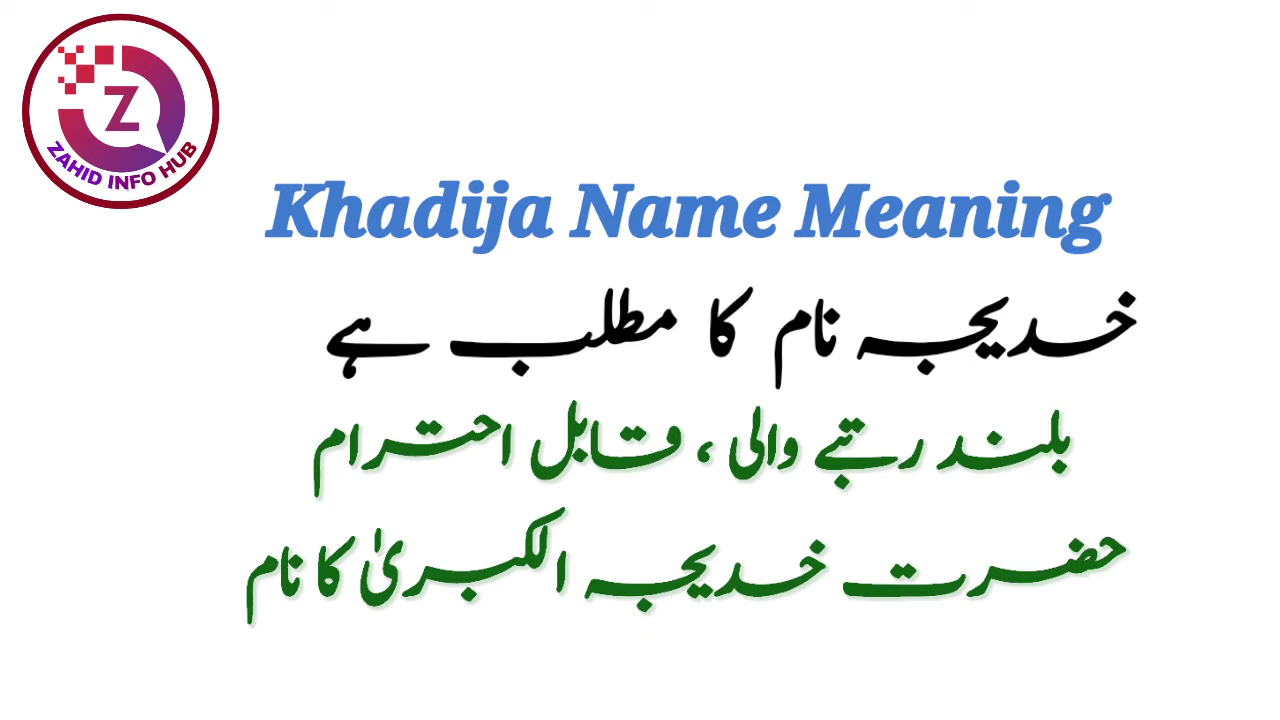 Z
ZAHID INFO HUB
Khadija Name Meaning
خدیجہ نام کا مطلب ہے
بلند رتبے والی ، قابل احترام
حضرت خدیجہ الکبریٰ کا نام